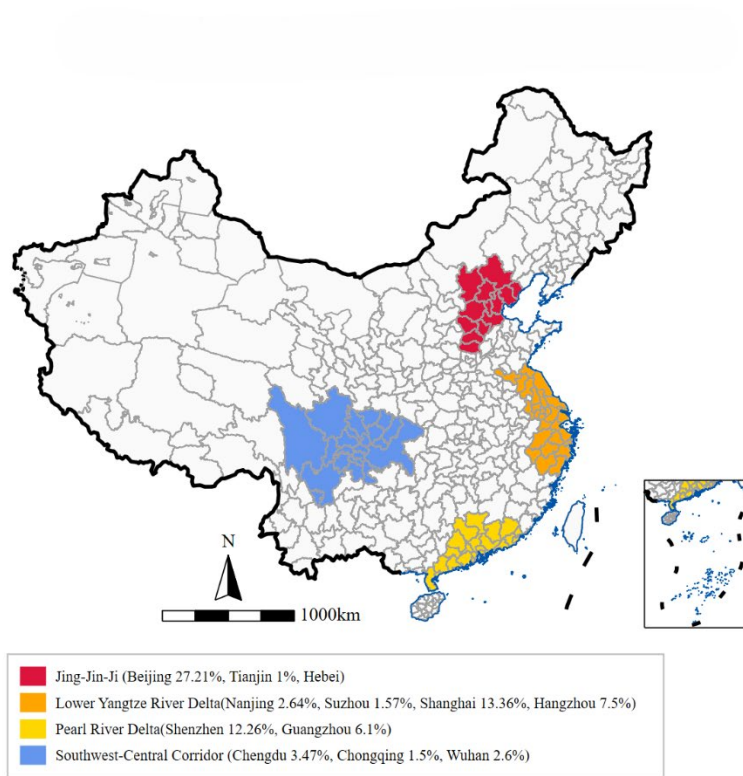 N
1000km
Jing-Jin-Ji (Beijing 27.21%, Tianjin 1%, Hebei)
Lower Yangtze River Delta(Nanjing 2.64%, Suzhou 1.57%, Shanghai 13.36%, Hangzhou 7.5%)
Pearl River Delta(Shenzhen 12.26%, Guangzhou 6.1%)
Southwest-Central Corridor (Chengdu 3.47%, Chongqing 1.5%, Wuhan 2.6%)